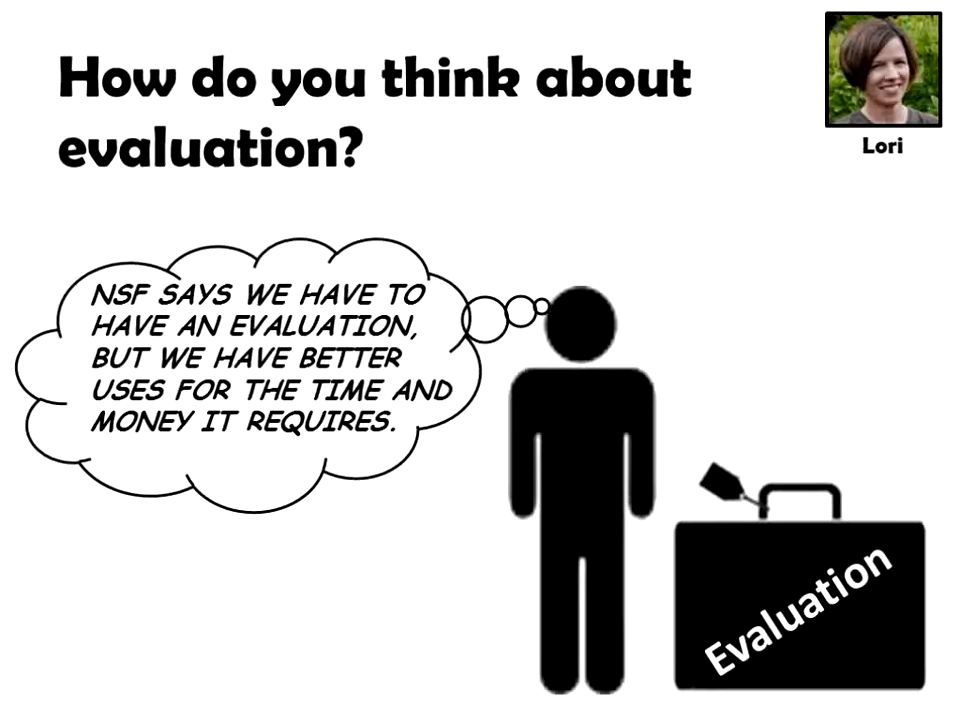 How do you think about
evaluation?
Lori
NSF SAYS WE HAVE TO
HAVE AN EVALUATION,
BUT WE HAVE BETTER
USES FOR THE TIME AND
MONEY IT REQUIRES.
Evaluation